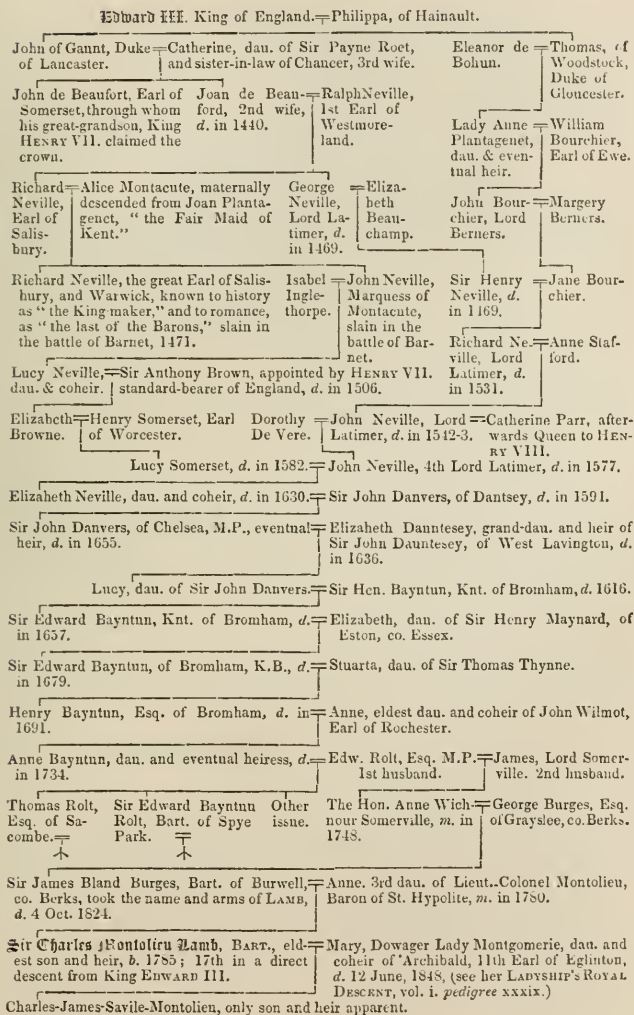 Edward III. King of England.╤Philippa, of Hainault.
John of Gaunt, Duke╤Catherine, dau. of Sir Payne Roet,
of Lancaster. and sister-in-law of Chaucer, 3rd wife.
Eleanor de╤Thomas, of
Bohun. Woodstock,
Duke of
Gloucester.
John de Beaufort, Earl of
Somerset, through whom
his great-grandson, King
HENRY VII. claimed the
crown.
Joan de Beau-╤Ralph Neville,
ford, 2nd wife, 1st Earl of
d. in 1440. Westmore-
land.
Lady Anne╤William
Plantagenet, Bourchier,
dau. & even- Earl of Ewe.
tual heir.
Richard╤Alice Montacute, maternally
Neville, descended from Joan Planta-
Earl of genet, "the Fair Maid of
Salis- Kent."
bury.
George╤Eliza-
Neville, beth
Lord La- Beau-
timer, d. champ.
in 1469.
John Bour-╤Margery
chier, Lord Berners.
Berners.
Richard Neville, the great Earl of Salis-
bury, and Warwick, known to history
as "the King-maker," and to romance,
as "the last of the Barons," slain in
the battle of Barnet, 1471.
Isabel╤John Neville,
Ingle- Marquess of
thorpe. Montacute,
slain in the
battle of Bar-
net.
Sir Henry╤Jane Bour-
Neville, d. chier.
in 1469.
Richard Ne-╤Anne Staf-
ville, Lord ford.
Latimer, d.
in 1531.
Lucy Neville,╤Sir Anthony Brown, appointed by HENRY VII.
dau. & coheir. standard-bearer of England, d. in 1506.
Elizabeth╤Henry Somerset, Earl
Browne. of Worcester.
Dorothy╤John Neville, Lord═Catherine Parr, after-
De Vere. Latimer, d. in 1542-3. wards Queen to HEN-
RY VIII.
Lucy Somerset, d. in 1582.╤John Neville, 4th Lord Latimer, d. in 1577.
Elizabeth Neville, dau. and coheir, d. in 1630.╤Sir John Danvers, of Dantsey, d. in 1591.
Sir John Danvers, of Chelsea, M.P., eventual╤Elizabeth Dauntesey, grand-dau. and heir of
heir, d. in 1655. Sir John Dauntesey, of West Lavington, d.
in 1636.
Lucy, dau. of Sir John Danvers.╤Sir Hen. Bayntun, Knt. of Bromham, d. 1616.
Sir Edward Bayntun, Knt. of Bromham, d.╤Elizabeth, dau. of Sir Henry Maynard, of
in 1657. Eston, co. Essex.
Sir Edward Bayntun, of Bromham, K.B., d.╤Stuarta, dau. of Sir Thomas Thynne.
in 1679.
Henry Bayntun, Esq. of Bromham, d. in╤Anne, eldest dau. and coheir of John Wilmot,
1691. Earl of Rochester.
Anne Bayntun, dau. and eventual heiress, d.╤Edw. Rolt, Esq. M.P.╤James, Lord Somer-
in 1734. 1st husband. ville. 2nd husband.
Thomas Rolt,
Esq. of Sa-
combe.╤
Sir Edward Bayntun
Rolt, Bart. of Spye
Park. ╤
Other
issue.
The Hon. Anne Wich-╤George Burges, Esq.
nour Somerville, m. in of Grayslee, co. Berks.
1748.
Sir James Bland Burges, Bart. of Burwell,╤Anne. 3rd dau. of Lieut..Colonel Montolieu,
co. Berks, took the name and arms of LAMB, Baron of St. Hypolite, m. in 1780.
d. 4 Oct. 1824.
Sir Charles Montolieu Lamb, BART., eld-╤Mary, Dowager Lady Montgomerie, dau. and
est son and heir, b. 1785; 17th in a direct coheir of Archibald, 11th Earl of Eglinton,
descent from King EDWARD III. d. 12 June, 1848, (see her LADYSHIP'S ROYAL
DESCENT, vol. i. pedigree xxxix.)
Charles-James-Savile-Montolieu, only son and heir apparent.